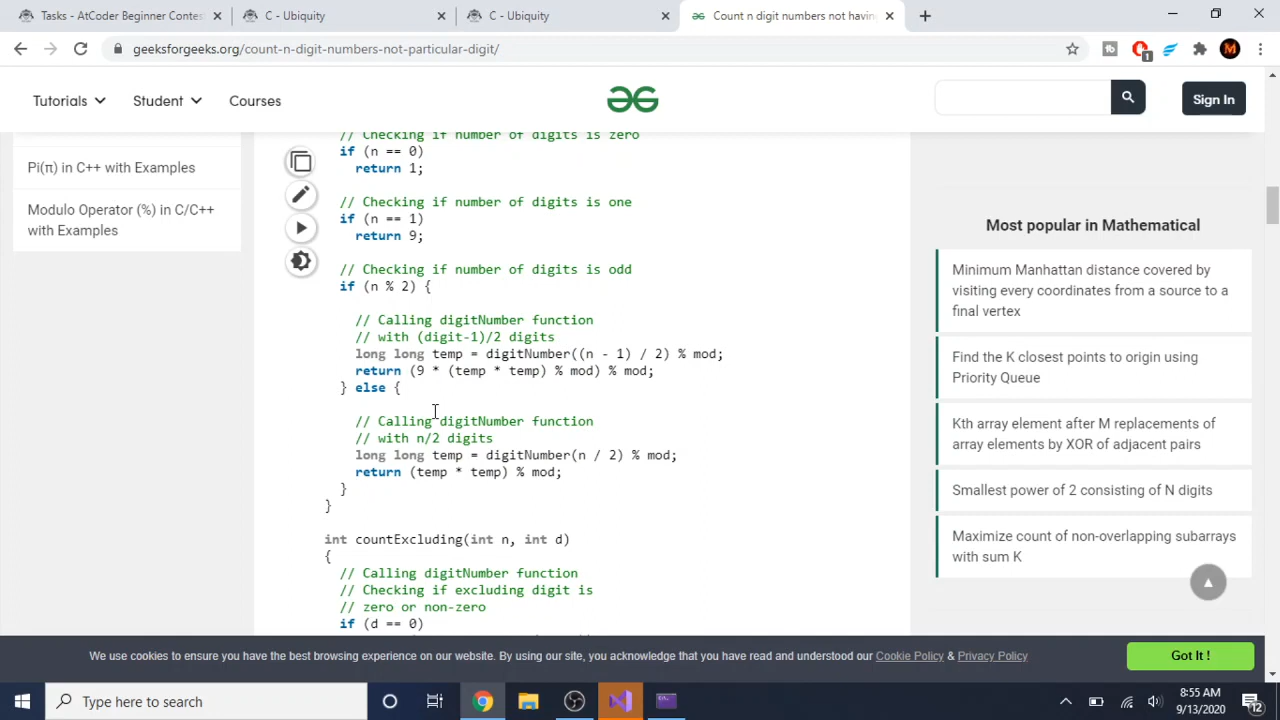 Tasks - AtCoder Beginner Contes
C - Ubiquity
C - Ubiquity
Count n digit numbers not havin
geeksforgeeks.org/count-n-digit-numbers-not-particular-digit/
1
M
Tutorials
Student
Courses
Sign In
Pi(π) in C++ with Examples
Modulo Operator (%) in C/C++
with Examples
// Checking if number of digits is zero
if (n == 0)
return 1;
// Checking if number of digits is one
if (n == 1)
return 9;
// Checking if number of digits is odd
if (n % 2) {
// Calling digitNumber function
// with (digit-1)/2 digits
long long temp = digitNumber((n - 1) / 2) % mod;
return (9 * (temp * temp) % mod) % mod;
} else {
// Calling digitNumber function
// with n/2 digits
long long temp = digitNumber(n / 2) % mod;
return (temp * temp) % mod;
}
}
int countExcluding(int n, int d)
{
// Calling digitNumber function
// Checking if excluding digit is
// zero or non-zero
if (d == 0)
Most popular in Mathematical
Minimum Manhattan distance covered by
visiting every coordinates from a source to a
final vertex
Find the K closest points to origin using
Priority Queue
Kth array element after M replacements of
array elements by XOR of adjacent pairs
Smallest power of 2 consisting of N digits
Maximize count of non-overlapping subarrays
with sum K
We use cookies to ensure you have the best browsing experience on our website. By using our site, you acknowledge that you have read and understood our Cookie Policy & Privacy Policy
Got It !
Type here to search
8:55 AM
9/13/2020
12